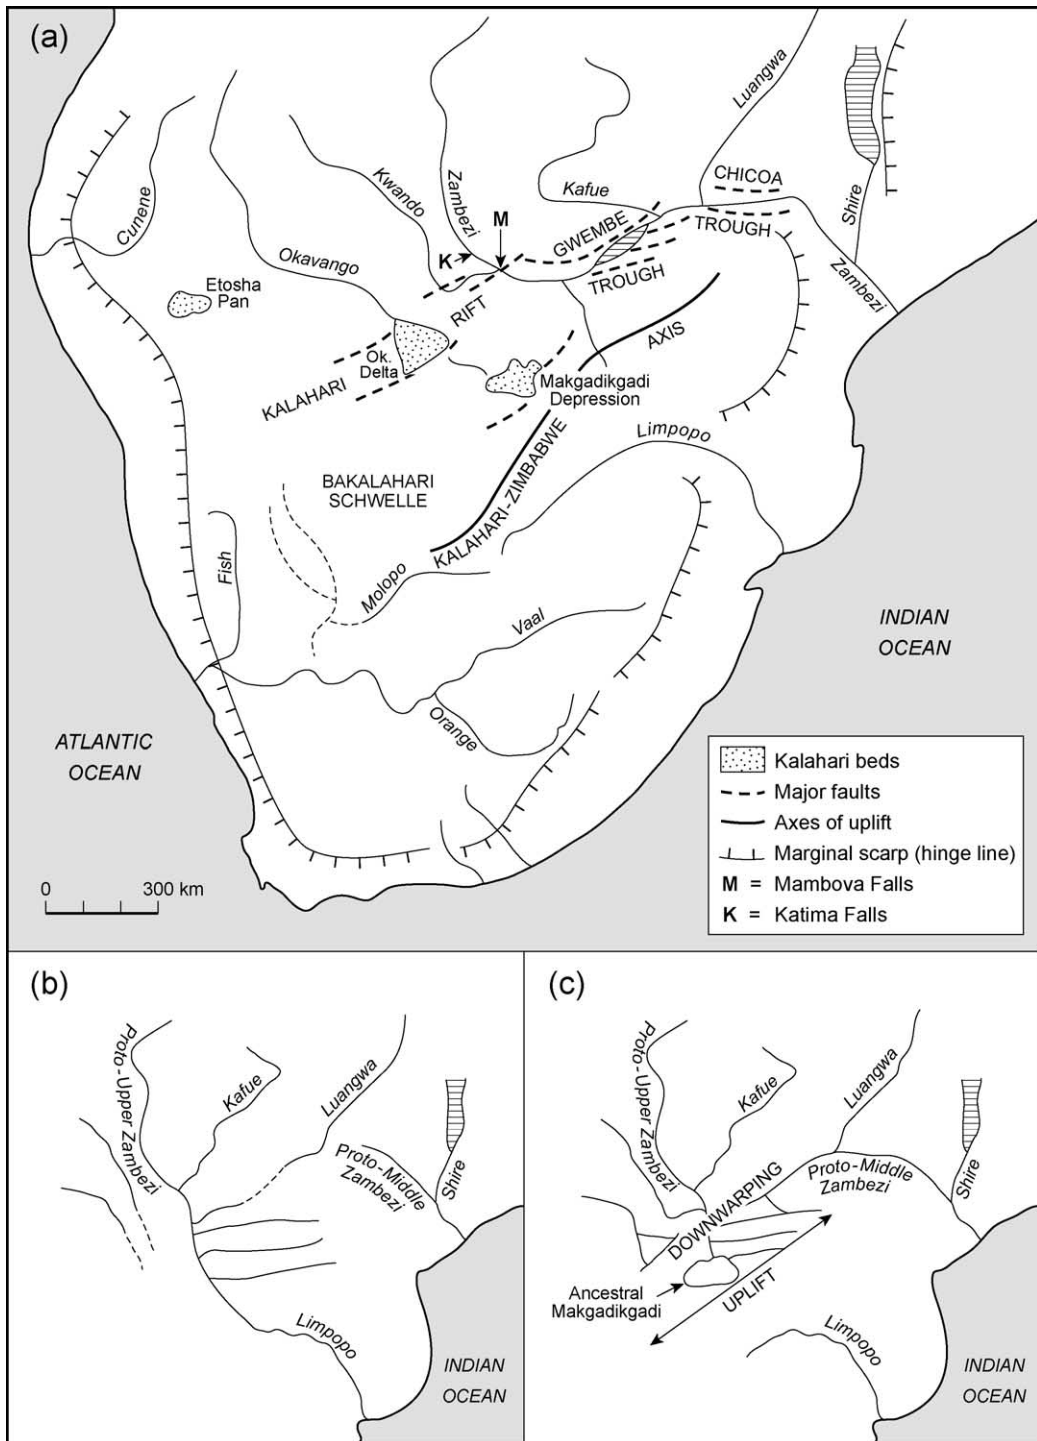 (a)
Luangwa
CHICOA
TROUGH
Shire
Zambezi
Kafue
GWEMBE
TROUGH
Zambezi
M
K
Kwando
Cunene
Okavango
Etosha
Pan
RIFT
Ok.
Delta
KALAHARI
AXIS
Makgadikgadi
Depression
KALAHARI-ZIMBABWE
Limpopo
BAKALAHARI
SCHWELLE
Fish
Molopo
Vaal
Orange
INDIAN
OCEAN
ATLANTIC
OCEAN
0 300 km
Kalahari beds
Major faults
Axes of uplift
Marginal scarp (hinge line)
M = Mambova Falls
K = Katima Falls
(b)
Proto-Upper Zambezi
Kafue
Luangwa
Proto-Middle
Zambezi
Shire
Limpopo
INDIAN
OCEAN
(c)
Proto-Upper Zambezi
Kafue
Luangwa
Proto-Middle
Zambezi
Shire
DOWNWARPING
UPLIFT
Ancestral
Makgadikgadi
Limpopo
INDIAN
OCEAN